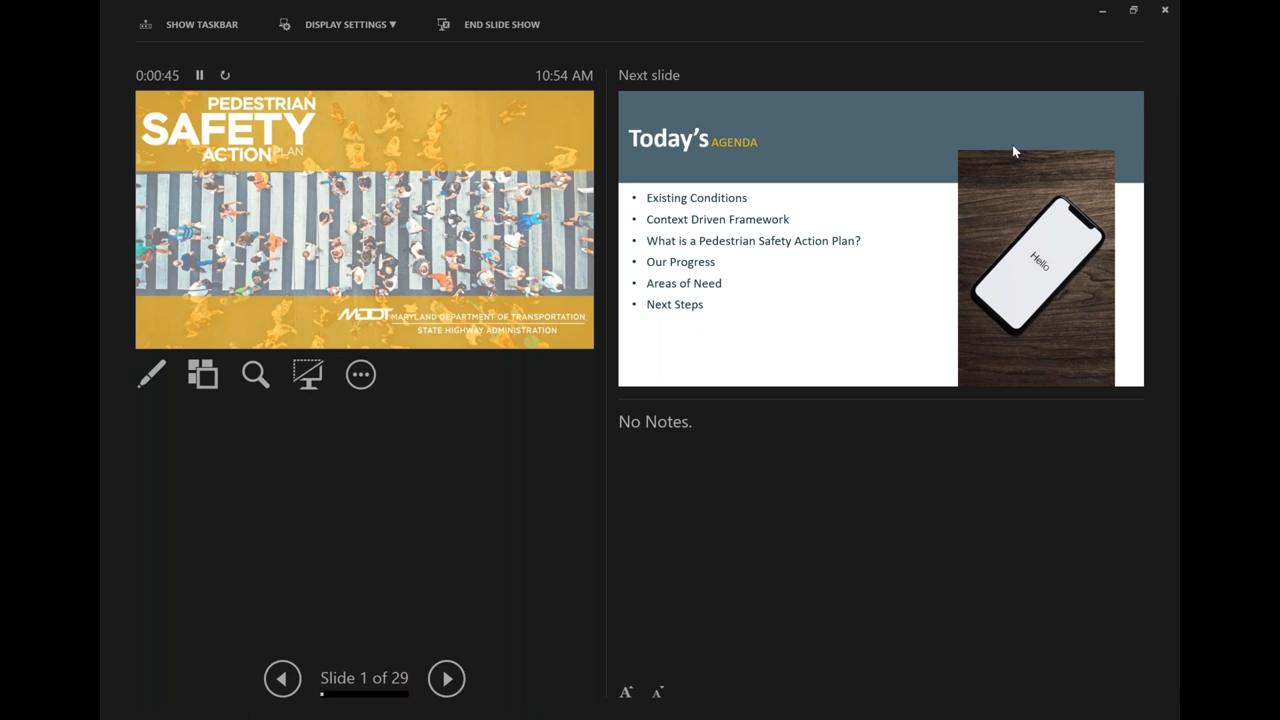 SHOW TASKBAR
DISPLAY SETTINGS ▼
END SLIDE SHOW
0:00:45
10:54 AM
PEDESTRIAN
SAFETY
ACTION PLAN
MDOT MARYLAND DEPARTMENT OF TRANSPORTATION
STATE HIGHWAY ADMINISTRATION
Slide 1 of 29
Next slide
Today's AGENDA
• Existing Conditions
• Context Driven Framework
• What is a Pedestrian Safety Action Plan?
• Our Progress
• Areas of Need
• Next Steps
Hello
No Notes.
A A